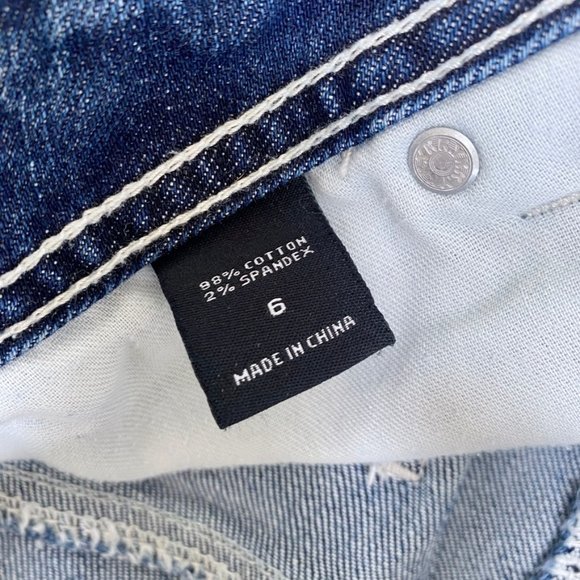 98% COTTON
2% SPANDEX
6
MADE IN CHINA